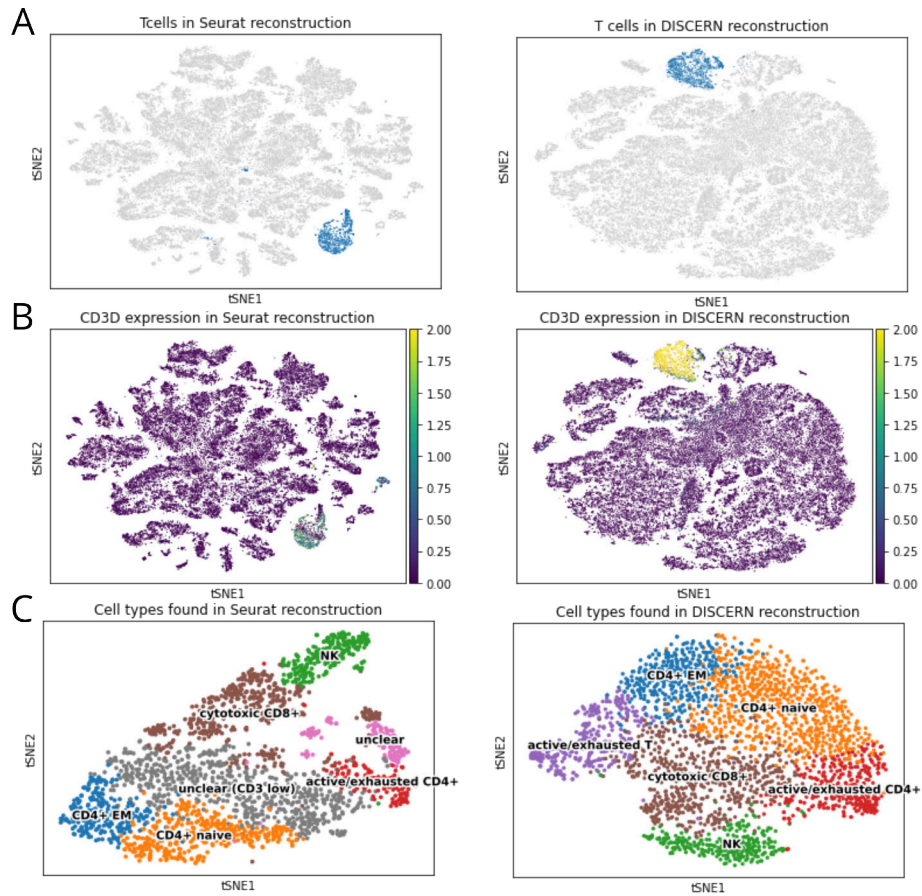 A
Tcells in Seurat reconstruction
tSNE2
tSNE1
T cells in DISCERN reconstruction
tSNE2
tSNE1
B
CD3D expression in Seurat reconstruction
tSNE2
tSNE1
2.00
1.75
1.50
1.25
1.00
0.75
0.50
0.25
0.00
CD3D expression in DISCERN reconstruction
tSNE2
tSNE1
2.00
1.75
1.50
1.25
1.00
0.75
0.50
0.25
0.00
C
Cell types found in Seurat reconstruction
NK
cytotoxic CD8+
unclear
active/exhausted CD4+
unclear (CD3 low)
CD4+ EM
CD4+ naive
tSNE2
tSNE1
Cell types found in DISCERN reconstruction
CD4+ EM
CD4+ naive
active/exhausted T
cytotoxic CD8+
active/exhausted CD4+
NK
tSNE2
tSNE1